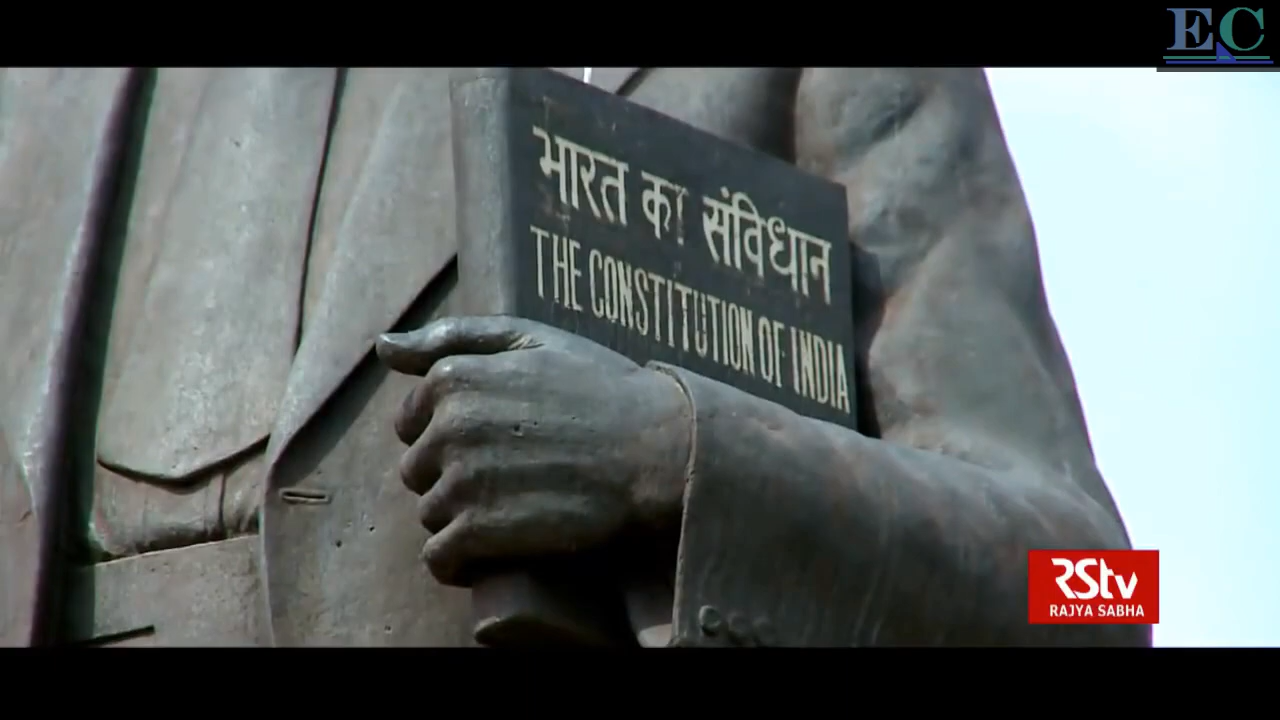 EC
भारत का संविधान
THE CONSTITUTION OF INDIA
RStv
RAJYA SABHA